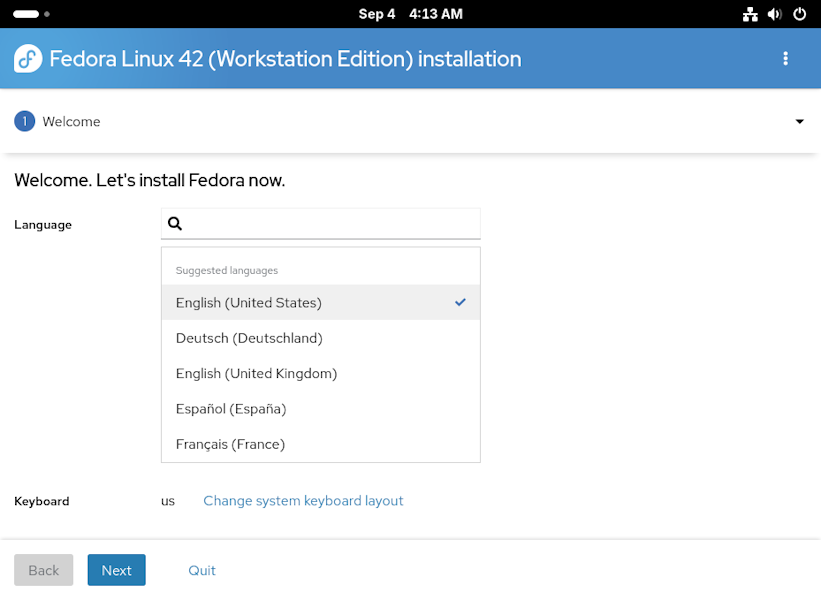 Sep 4 4:13 AM
Fedora Linux 42 (Workstation Edition) installation
1 Welcome
Welcome. Let's install Fedora now.
Language
Suggested languages
English (United States)
Deutsch (Deutschland)
English (United Kingdom)
Español (España)
Français (France)
Keyboard us Change system keyboard layout
Back Next Quit